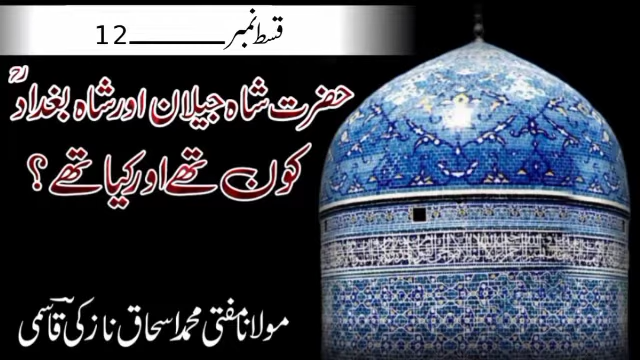 قسط نمبر ــــــــــ 12
حضرت شاہ جیلان اور شاہ بغدادؒ
کون تھے اور کیا تھے؟
مولانا مفتی محمد اسحاق نازکی قاسمی